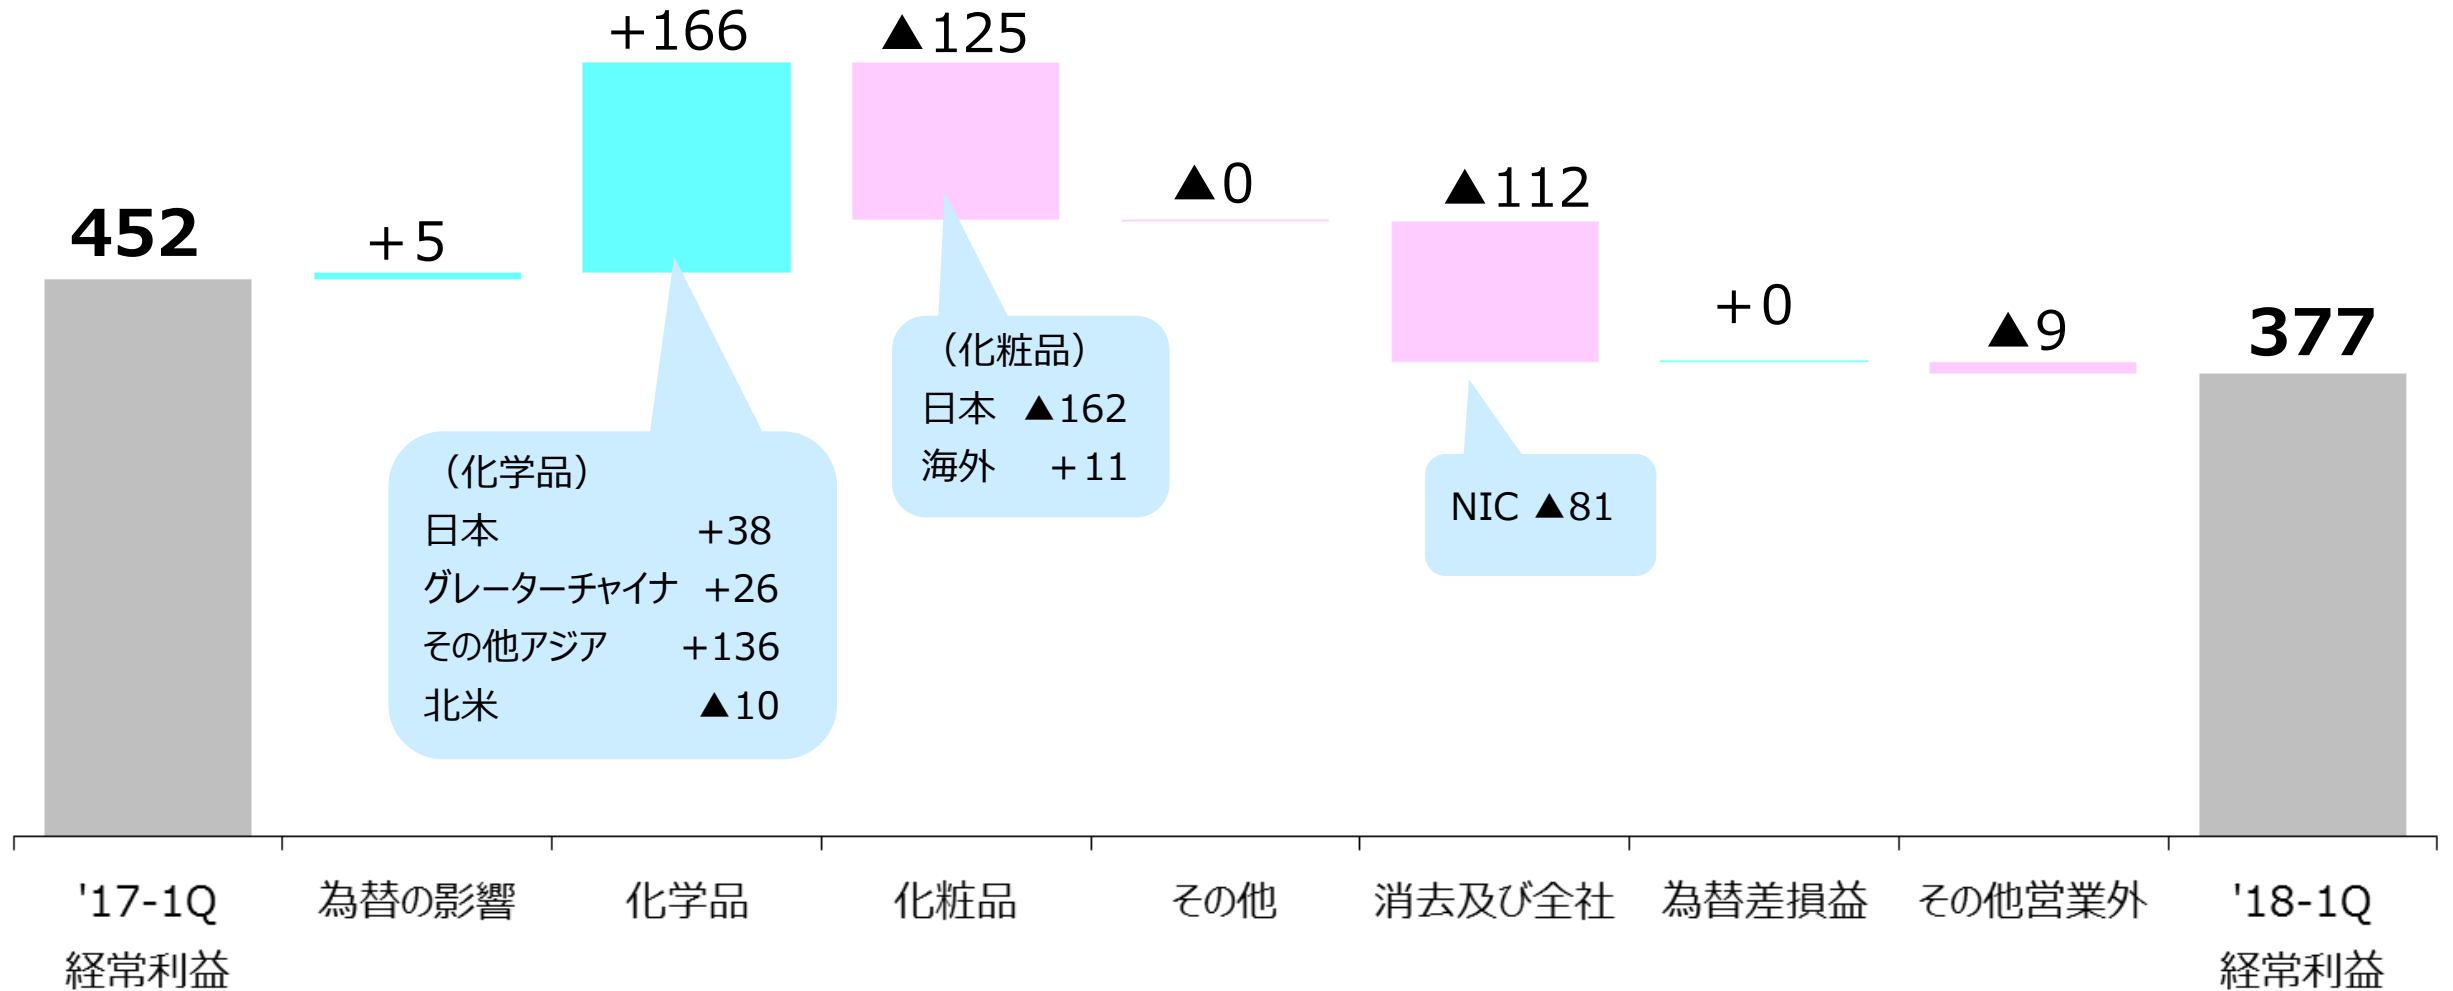 +166
▲125
452
+5
▲0
▲112
+0
▲9
377
（化学品）
日本 +38
グレーターチャイナ +26
その他アジア +136
北米 ▲10
（化粧品）
日本 ▲162
海外 +11
NIC ▲81
'17-1Q
経常利益
為替の影響
化学品
化粧品
その他
消去及び全社
為替差損益
その他営業外
'18-1Q
経常利益